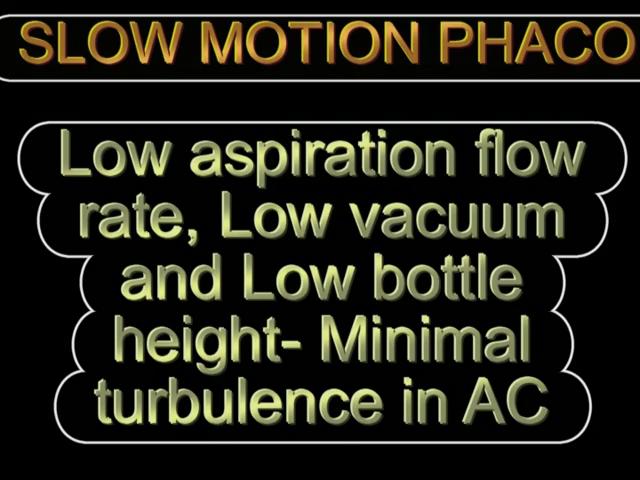 SLOW MOTION PHACO
Low aspiration flow
rate, Low vacuum
and Low bottle
height- Minimal
turbulence in AC